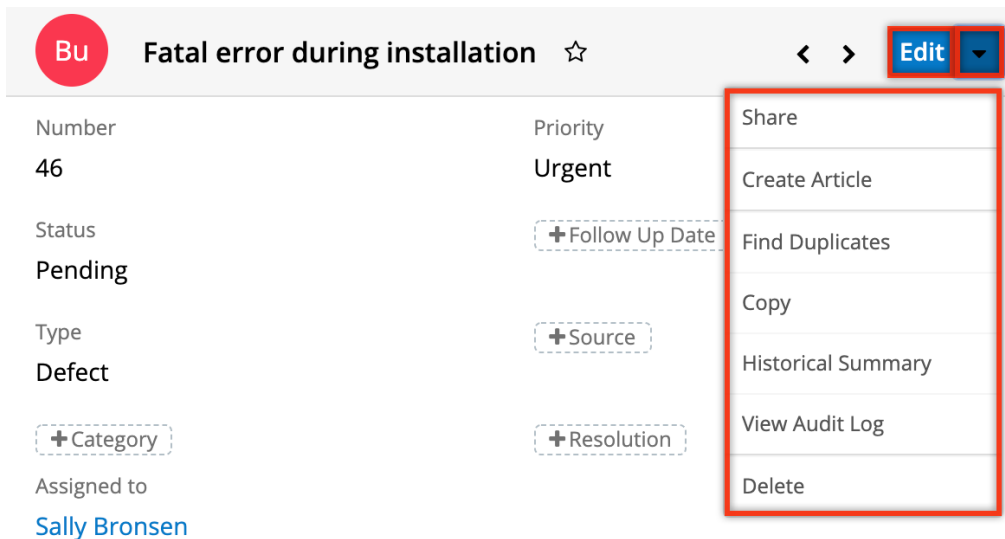 Bu
Fatal error during installation
Edit
Number
46
Priority
Urgent
Status
Pending
+Follow Up Date
Type
Defect
+Source
+Category
+Resolution
Assigned to
Sally Bronsen
Share
Create Article
Find Duplicates
Copy
Historical Summary
View Audit Log
Delete